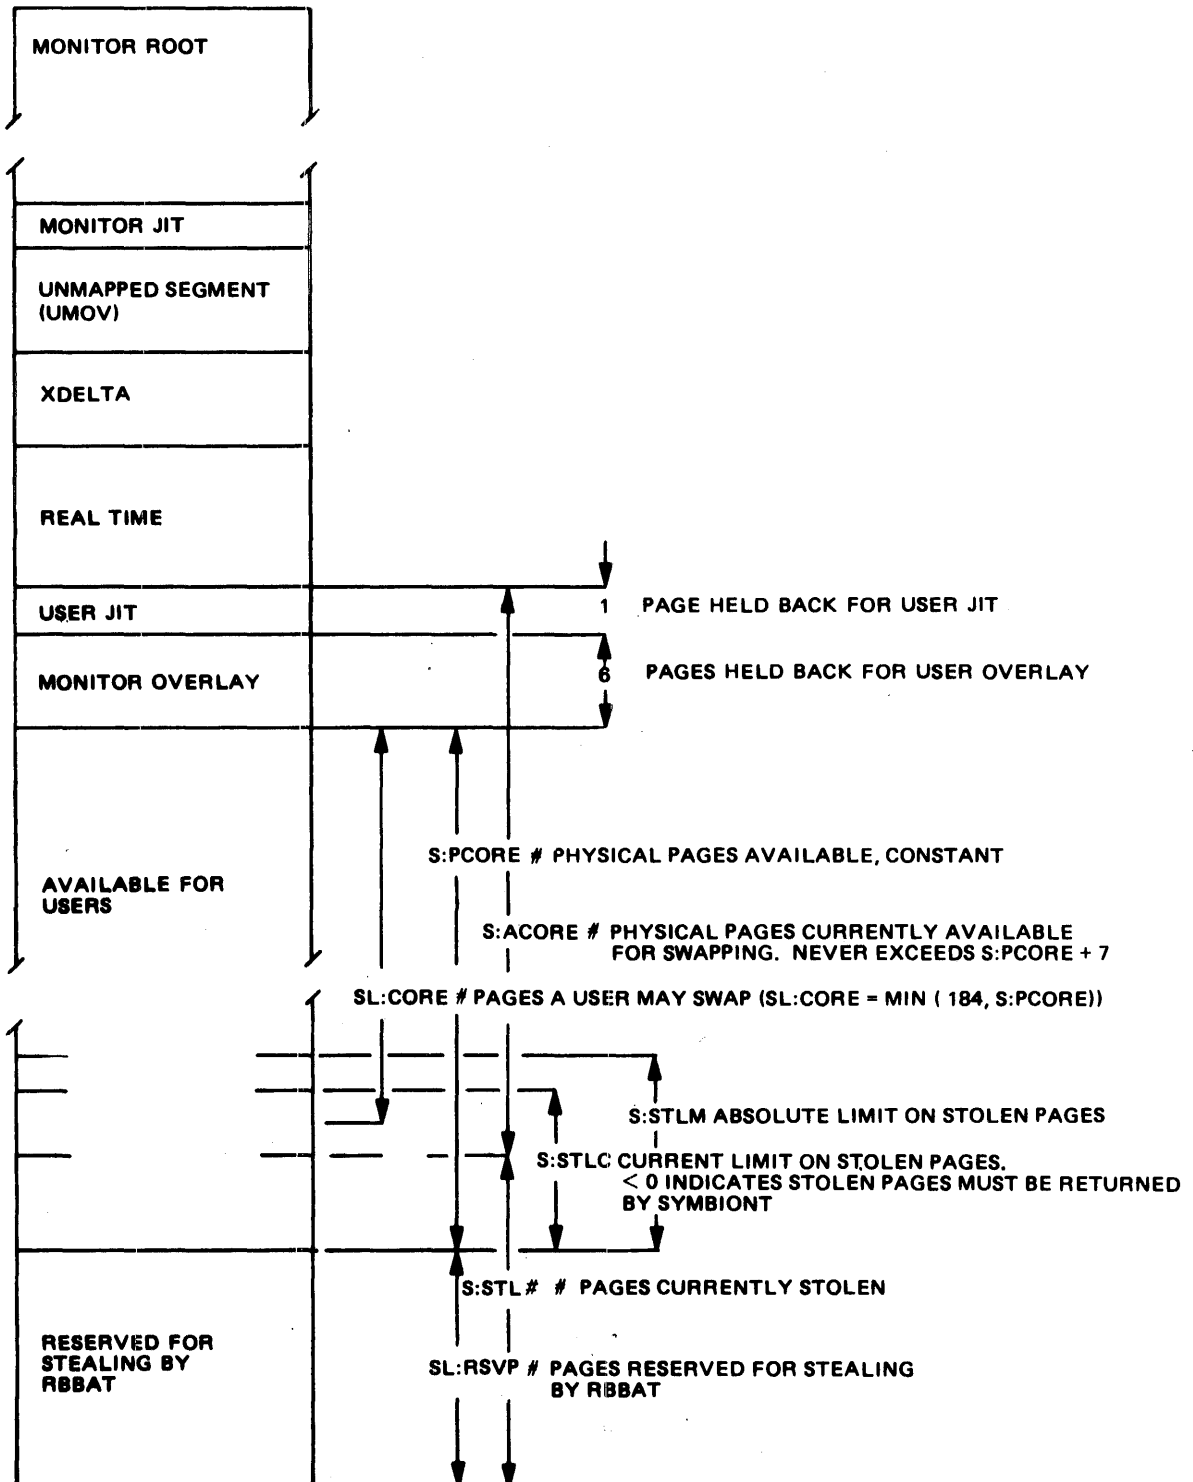 MONITOR ROOT
MONITOR JIT
UNMAPPED SEGMENT
(UMOV)
XDELTA
REAL TIME
USER JIT
1 PAGE HELD BACK FOR USER JIT
MONITOR OVERLAY
6 PAGES HELD BACK FOR USER OVERLAY
S:PCORE # PHYSICAL PAGES AVAILABLE, CONSTANT
AVAILABLE FOR
USERS
S:ACORE # PHYSICAL PAGES CURRENTLY AVAILABLE
FOR SWAPPING. NEVER EXCEEDS S:PCORE + 7
SL:CORE # PAGES A USER MAY SWAP (SL:CORE = MIN ( 184, S:PCORE))
S:STLM ABSOLUTE LIMIT ON STOLEN PAGES
S:STLC CURRENT LIMIT ON STOLEN PAGES.
< 0 INDICATES STOLEN PAGES MUST BE RETURNED
BY SYMBIONT
S:STL# # PAGES CURRENTLY STOLEN
RESERVED FOR
STEALING BY
RBBAT
SL:RSVP # PAGES RESERVED FOR STEALING
BY RBBAT